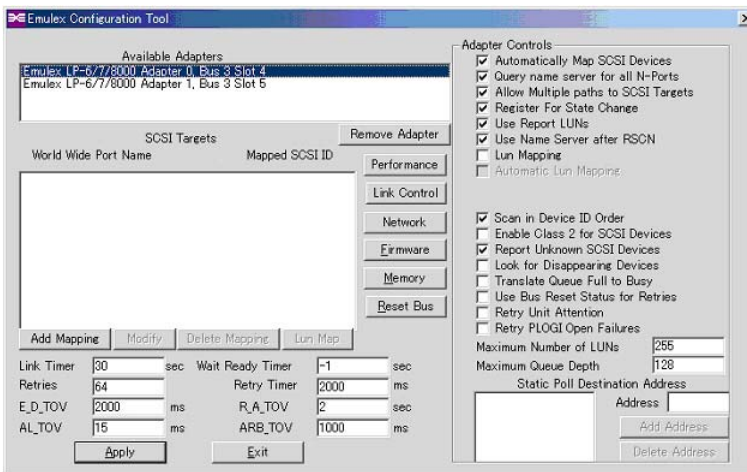 Emulex Configuration Tool
Available Adapters
Emulex LP-6/7/8000 Adapter 0, Bus 3 Slot 4
Emulex LP-6/7/8000 Adapter 1, Bus 3 Slot 5
Remove Adapter
SCSI Targets
World Wide Port Name Mapped SCSI ID
Performance
Link Control
Network
Firmware
Memory
Reset Bus
Add Mapping Modify Delete Mapping Lun Map
Link Timer 30 sec Wait Ready Timer -1 sec
Retries 64 Retry Timer 2000 ms
E_D_TOV 2000 ms R_A_TOV 2 sec
AL_TOV 15 ms ARB_TOV 1000 ms
Apply Exit
Adapter Controls
Automatically Map SCSI Devices
Query name server for all N-Ports
Allow Multiple paths to SCSI Targets
Register For State Change
Use Report LUNs
Use Name Server after RSCN
Lun Mapping
Automatic Lun Mapping
Scan in Device ID Order
Enable Class 2 for SCSI Devices
Report Unknown SCSI Devices
Look for Disappearing Devices
Translate Queue Full to Busy
Use Bus Reset Status for Retries
Retry Unit Attention
Retry PLOGI Open Failures
Maximum Number of LUNs 255
Maximum Queue Depth 128
Static Poll Destination Address
Address
Add Address
Delete Address